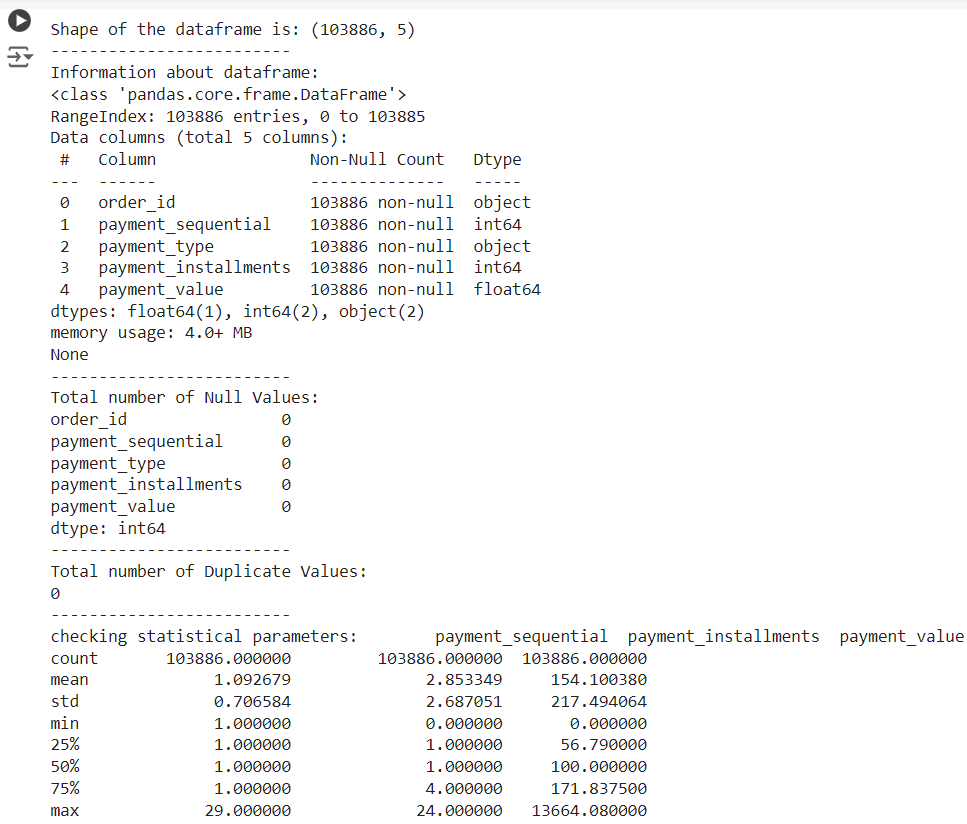 Shape of the dataframe is: (103886, 5)
-------------------------
Information about dataframe:
<class 'pandas.core.frame.DataFrame'>
RangeIndex: 103886 entries, 0 to 103885
Data columns (total 5 columns):
 #   Column                Non-Null Count   Dtype
---  ------                --------------   -----
 0   order_id              103886 non-null  object
 1   payment_sequential    103886 non-null  int64
 2   payment_type          103886 non-null  object
 3   payment_installments  103886 non-null  int64
 4   payment_value         103886 non-null  float64
dtypes: float64(1), int64(2), object(2)
memory usage: 4.0+ MB
None
-------------------------
Total number of Null Values:
order_id                0
payment_sequential      0
payment_type            0
payment_installments    0
payment_value           0
dtype: int64
-------------------------
Total number of Duplicate Values:
0
-------------------------
checking statistical parameters:        payment_sequential  payment_installments  payment_value
count       103886.000000         103886.000000  103886.000000
mean             1.092679              2.853349     154.100380
std              0.706584              2.687051     217.494064
min              1.000000              0.000000       0.000000
25%              1.000000              1.000000      56.790000
50%              1.000000              1.000000     100.000000
75%              1.000000              4.000000     171.837500
max             29.000000             24.000000   13664.080000